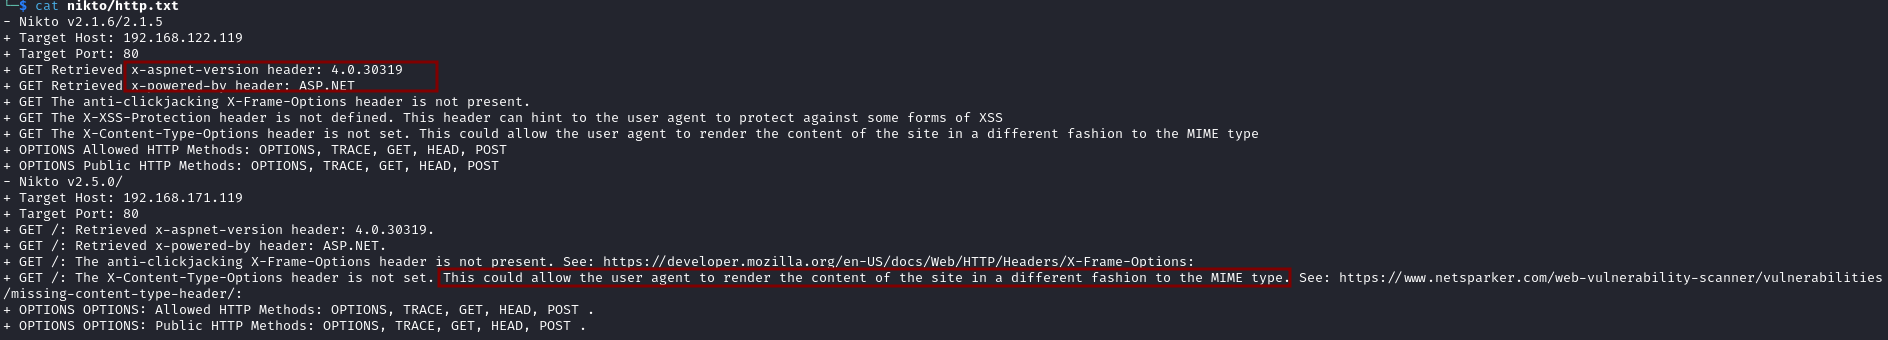 └─$ cat nikto/http.txt
- Nikto v2.1.6/2.1.5
+ Target Host: 192.168.122.119
+ Target Port: 80
+ GET Retrieved x-aspnet-version header: 4.0.30319
+ GET Retrieved x-powered-by header: ASP.NET
+ GET The anti-clickjacking X-Frame-Options header is not present.
+ GET The X-XSS-Protection header is not defined. This header can hint to the user agent to protect against some forms of XSS
+ GET The X-Content-Type-Options header is not set. This could allow the user agent to render the content of the site in a different fashion to the MIME type
+ OPTIONS Allowed HTTP Methods: OPTIONS, TRACE, GET, HEAD, POST
+ OPTIONS Public HTTP Methods: OPTIONS, TRACE, GET, HEAD, POST
- Nikto v2.5.0/
+ Target Host: 192.168.171.119
+ Target Port: 80
+ GET /: Retrieved x-aspnet-version header: 4.0.30319.
+ GET /: Retrieved x-powered-by header: ASP.NET.
+ GET /: The anti-clickjacking X-Frame-Options header is not present. See: https://developer.mozilla.org/en-US/docs/Web/HTTP/Headers/X-Frame-Options:
+ GET /: The X-Content-Type-Options header is not set. This could allow the user agent to render the content of the site in a different fashion to the MIME type. See: https://www.netsparker.com/web-vulnerability-scanner/vulnerabilities
/missing-content-type-header/:
+ OPTIONS OPTIONS: Allowed HTTP Methods: OPTIONS, TRACE, GET, HEAD, POST .
+ OPTIONS OPTIONS: Public HTTP Methods: OPTIONS, TRACE, GET, HEAD, POST .